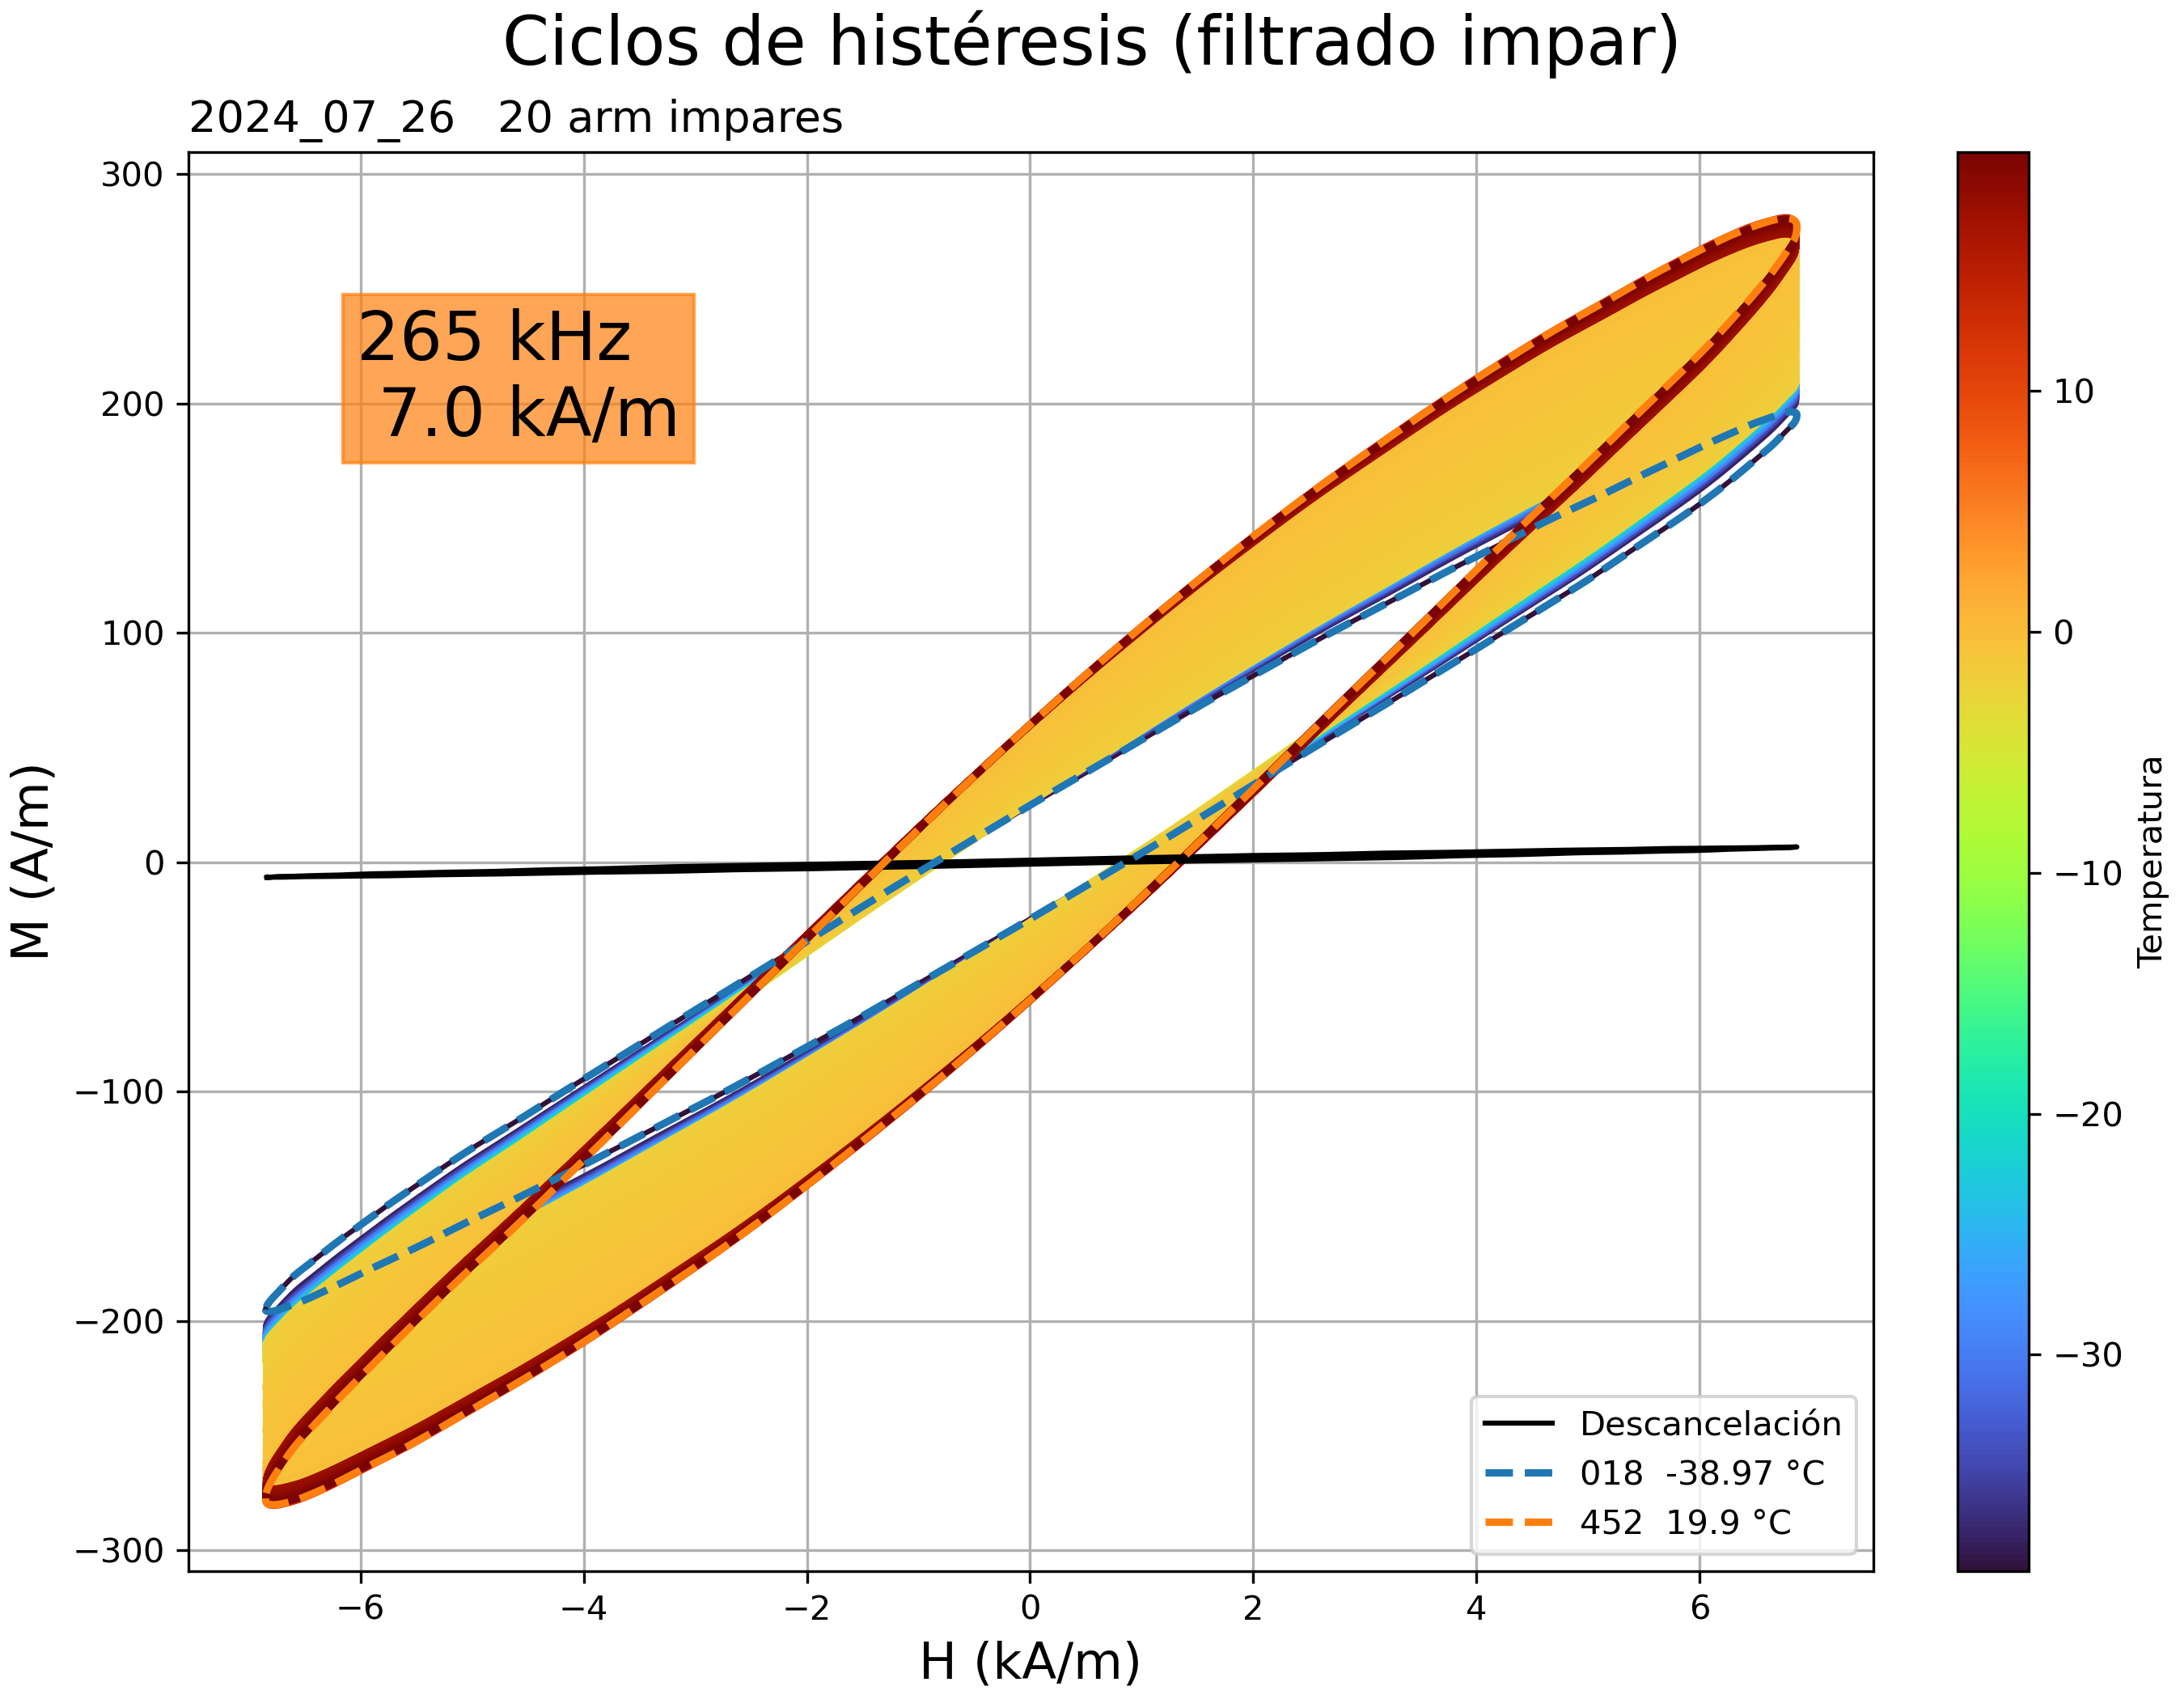 Ciclos de histéresis (filtrado impar)
2024_07_26 20 arm impares
265 kHz
7.0 kA/m
300
200
100
0
−100
−200
−300
M (A/m)
−6
−4
−2
0
2
4
6
H (kA/m)
Descancelación
018 -38.97 °C
452 19.9 °C
10
0
−10
−20
−30
Temperatura